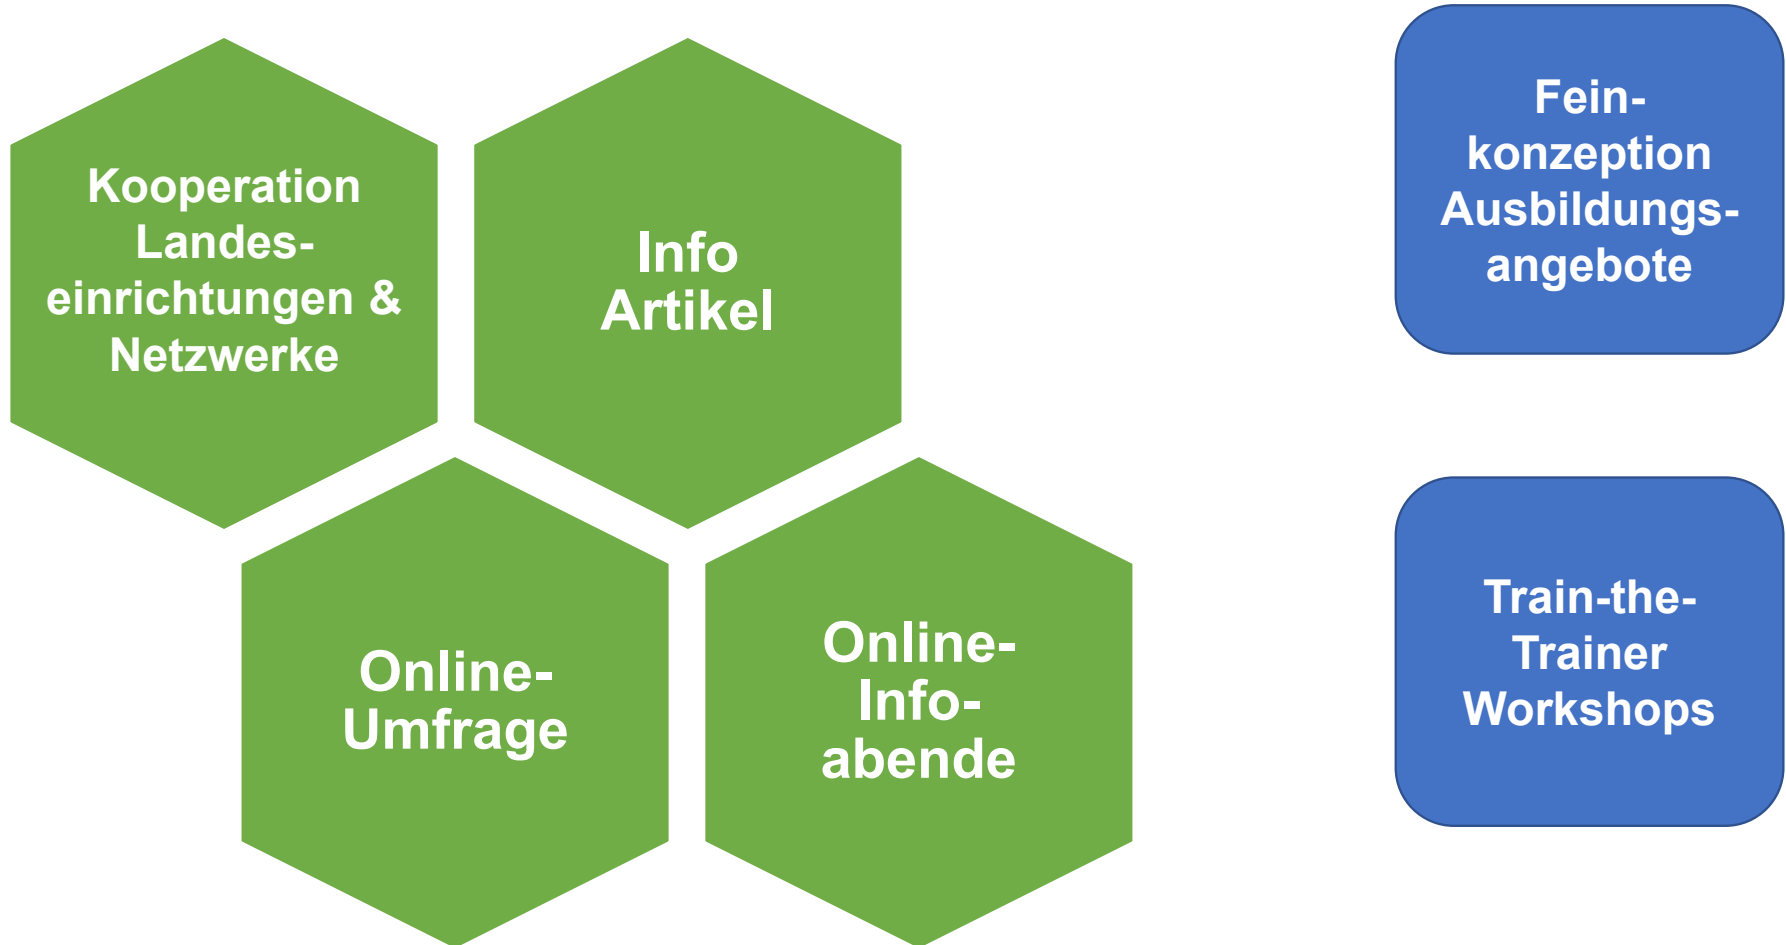 Kooperation
Landes-
einrichtungen &
Netzwerke
Info
Artikel
Online-
Umfrage
Online-
Info-
abende
Fein-
konzeption
Ausbildungs-
angebote
Train-the-
Trainer
Workshops